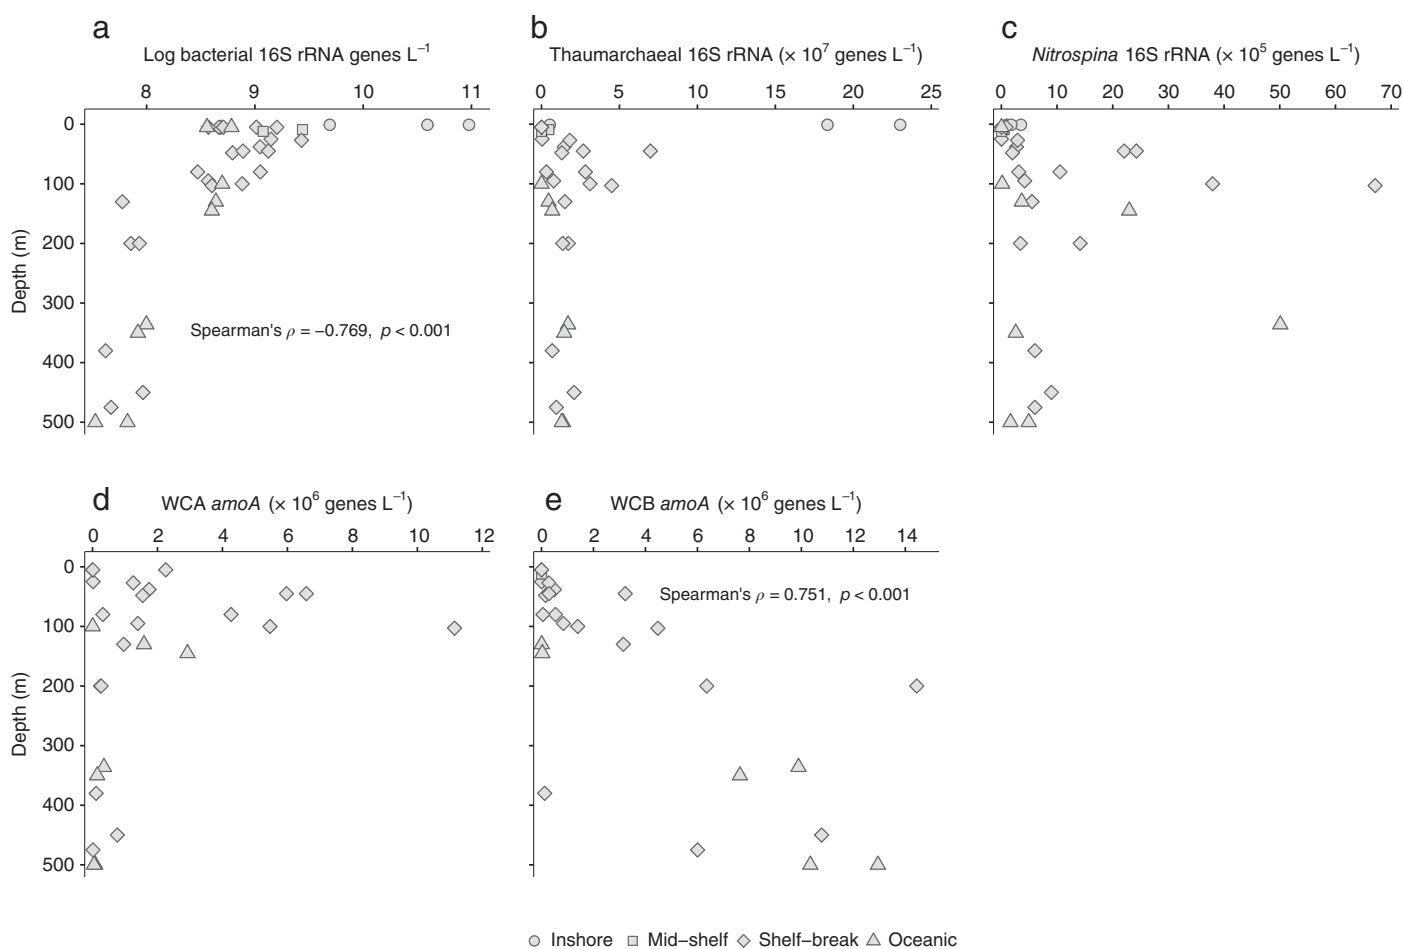 a
Log bacterial 16S rRNA genes L⁻¹
8 9 10 11
0
100
200
300
400
500
Depth (m)
Spearman's ρ = −0.769, p < 0.001
b
Thaumarchaeal 16S rRNA (× 10⁷ genes L⁻¹)
0 5 10 15 20 25
c
Nitrospina 16S rRNA (× 10⁵ genes L⁻¹)
0 10 20 30 40 50 60 70
d
WCA amoA (× 10⁶ genes L⁻¹)
0 2 4 6 8 10 12
0
100
200
300
400
500
Depth (m)
e
WCB amoA (× 10⁶ genes L⁻¹)
0 2 4 6 8 10 12 14
Spearman's ρ = 0.751, p < 0.001
Inshore Mid−shelf Shelf−break Oceanic